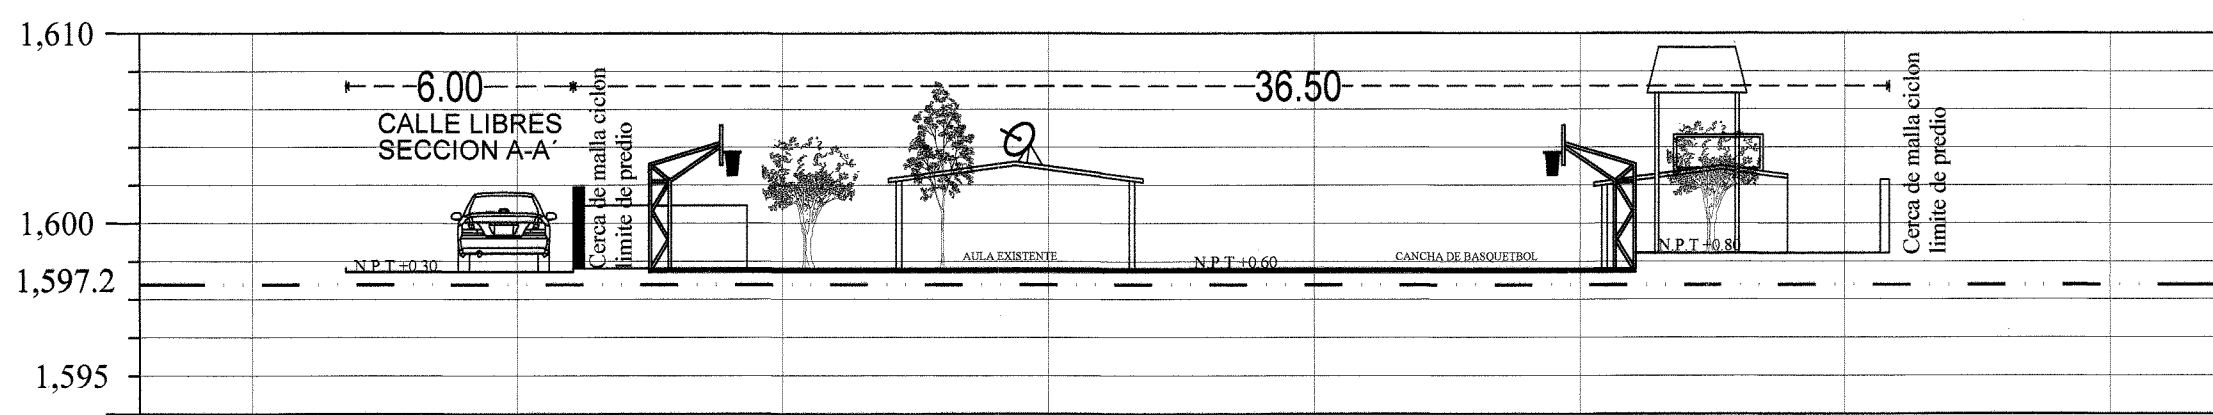 1,610
6.00
36.50
CALLE LIBRES
SECCION A-A´
Cerca de malla ciclon
limite de predio
Cerca de malla ciclon
limite de predio
1,600
N.P.T +0.30
AULA EXISTENTE
N.P.T +0.60
CANCHA DE BASQUETBOL
N.P.T +0.80
1,597.2
1,595